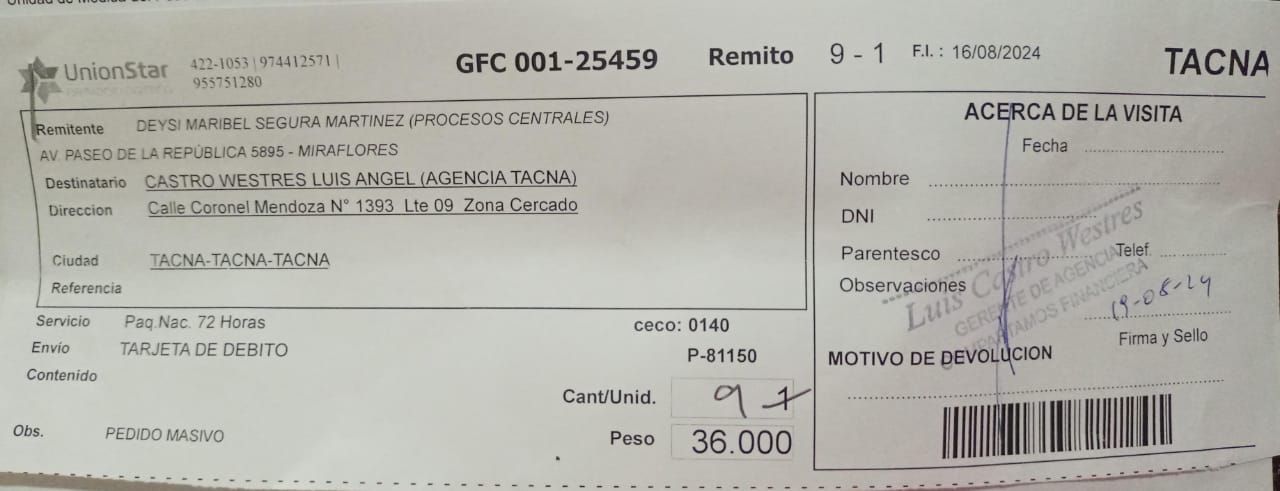 UnionStar 422-1053 | 974412571 |
955751280
GFC 001-25459 Remito 9 - 1 F.I.: 16/08/2024 TACNA
Remitente DEYSI MARIBEL SEGURA MARTINEZ (PROCESOS CENTRALES)
AV. PASEO DE LA REPÚBLICA 5895 - MIRAFLORES
Destinatario CASTRO WESTRES LUIS ANGEL (AGENCIA TACNA)
Direccion Calle Coronel Mendoza N° 1393 Lte 09 Zona Cercado
Ciudad TACNA-TACNA-TACNA
Referencia
Servicio Paq.Nac. 72 Horas
Envío TARJETA DE DEBITO
Contenido
Obs. PEDIDO MASIVO
ceco: 0140
P-81150
Cant/Unid. 9 1
Peso 36.000
ACERCA DE LA VISITA
Fecha
Nombre
DNI
Parentesco Telef.
Observaciones
Luis Castro Westres
GERENTE DE AGENCIA
COMPARTAMOS FINANCIERA
19-08-24
Firma y Sello
MOTIVO DE DEVOLUCION